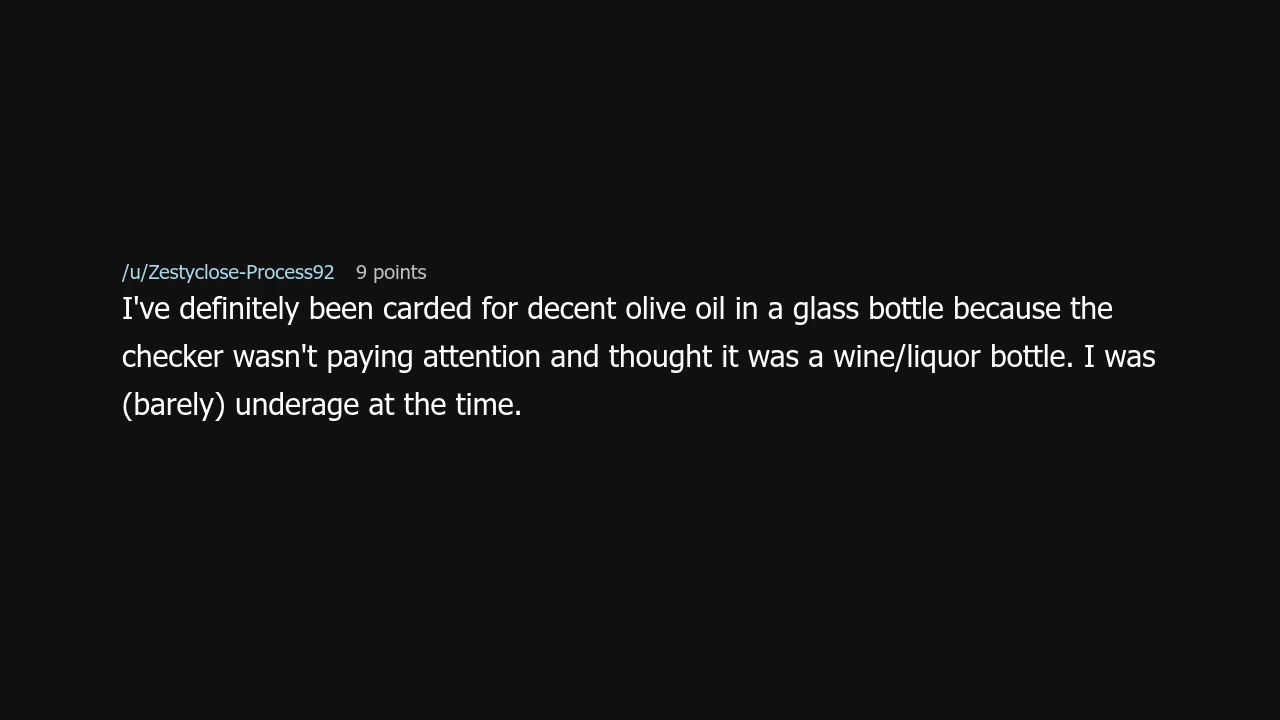 /u/Zestyclose-Process92 9 points
I've definitely been carded for decent olive oil in a glass bottle because the
checker wasn't paying attention and thought it was a wine/liquor bottle. I was
(barely) underage at the time.